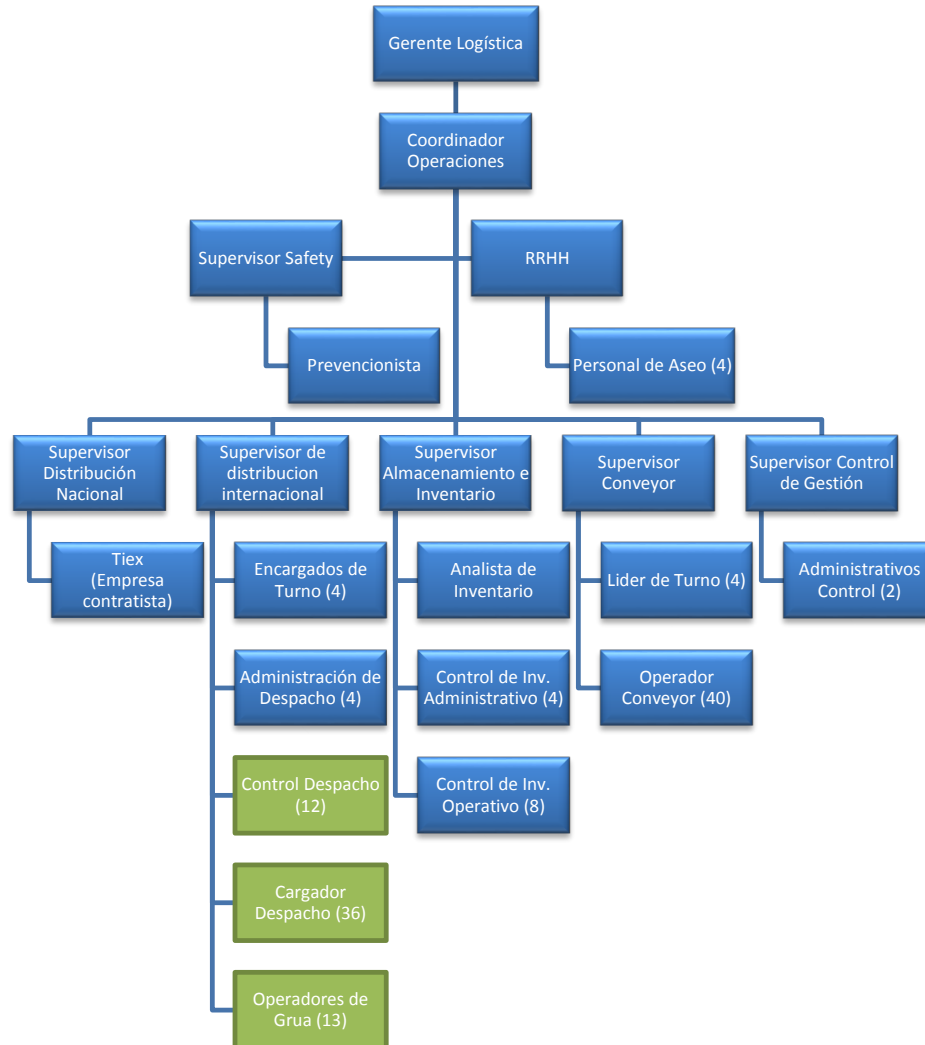 Gerente Logística
Coordinador
Operaciones
Supervisor Safety
RRHH
Prevencionista
Personal de Aseo (4)
Supervisor
Distribución
Nacional
Supervisor de
distribucion
internacional
Supervisor
Almacenamiento e
Inventario
Supervisor
Conveyor
Supervisor Control
de Gestión
Tiex
(Empresa
contratista)
Encargados de
Turno (4)
Analista de
Inventario
Lider de Turno (4)
Administrativos
Control (2)
Administración de
Despacho (4)
Control de Inv.
Administrativo (4)
Operador
Conveyor (40)
Control Despacho
(12)
Control de Inv.
Operativo (8)
Cargador
Despacho (36)
Operadores de
Grua (13)